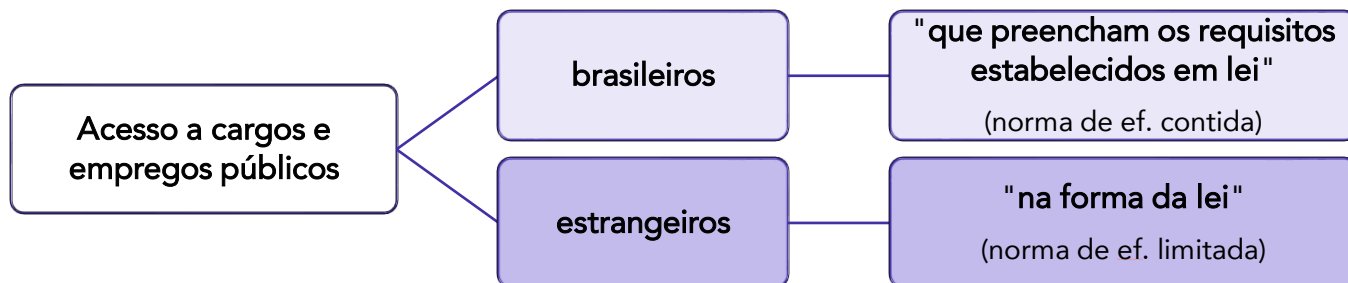 Acesso a cargos e
empregos públicos
brasileiros
"que preencham os requisitos
estabelecidos em lei"
(norma de ef. contida)
estrangeiros
"na forma da lei"
(norma de ef. limitada)